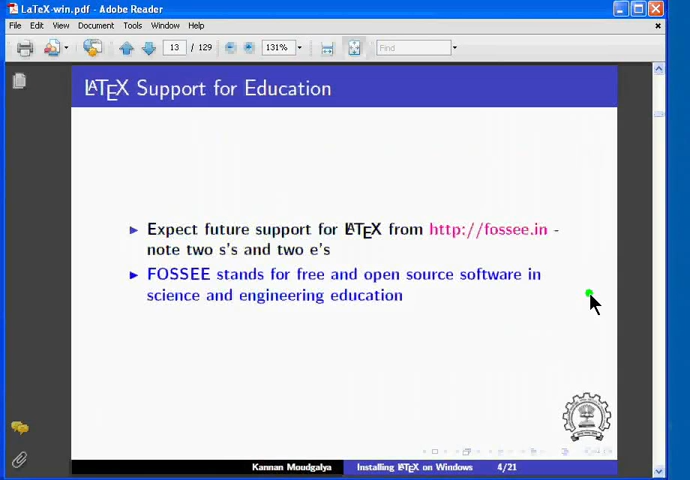 LaTeX-win.pdf - Adobe Reader
File Edit View Document Tools Window Help
13 / 129 131% Find
LATEX Support for Education
Expect future support for LATEX from http://fossee.in -
note two s's and two e's
FOSSEE stands for free and open source software in
science and engineering education
Kannan Moudgalya Installing LATEX on Windows 4/21